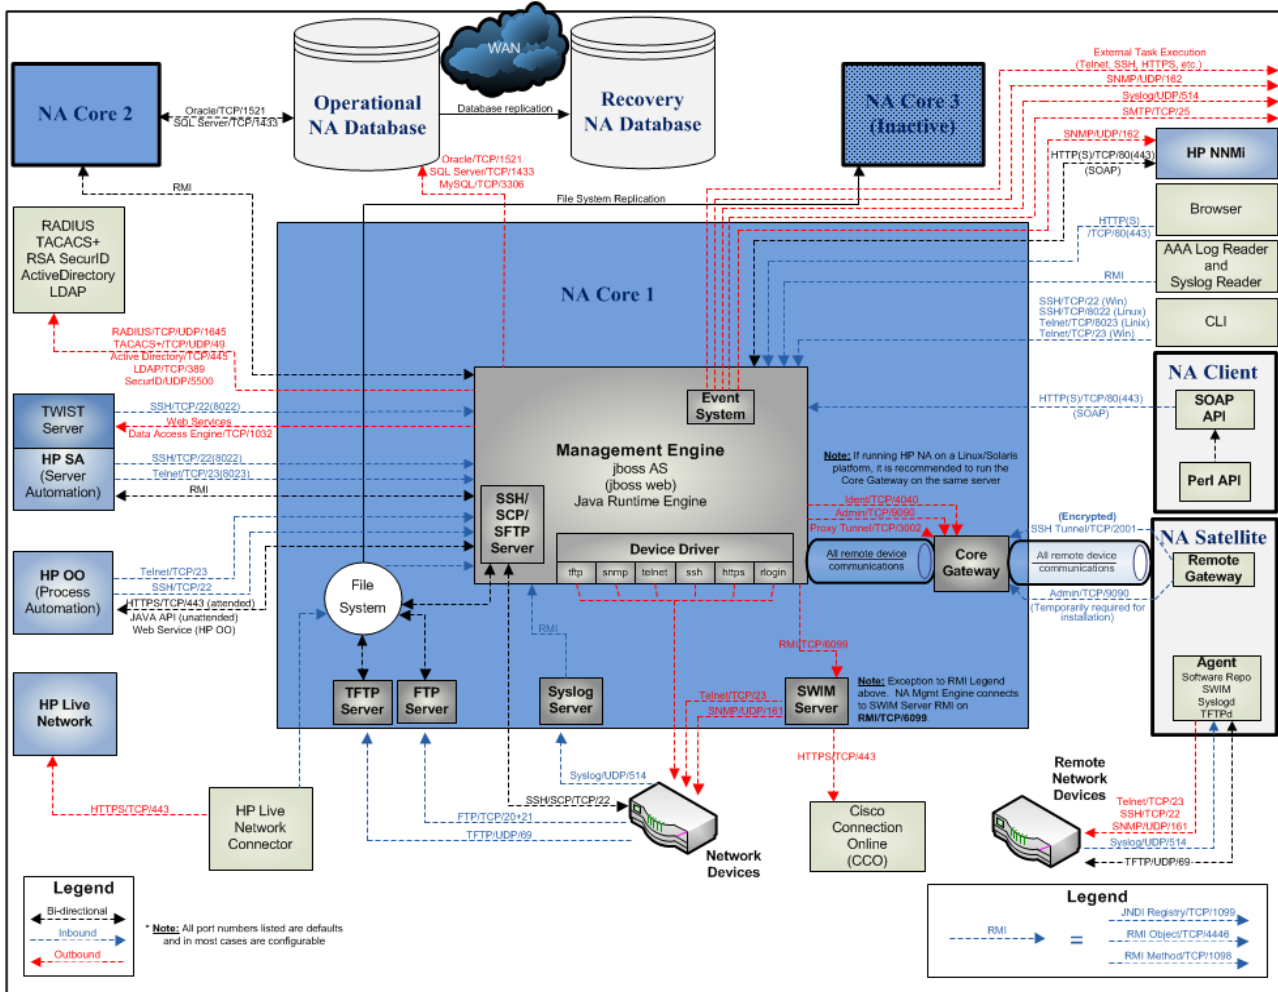 WAN
External Task Execution
(Telnet, SSH, HTTPS, etc.)
SNMP/UDP/162
Syslog/UDP/514
SMTP/TCP/25
NA Core 2
Oracle/TCP/1521
SQL Server/TCP/1433
Operational
NA Database
Database replication
Recovery
NA Database
NA Core 3
(Inactive)
SNMP/UDP/162
HTTP(S)/TCP/80(443)
(SOAP)
HP NNMi
RMI
Oracle/TCP/1521
SQL Server/TCP/1433
MySQL/TCP/3306
File System Replication
RADIUS
TACACS+
RSA SecurID
ActiveDirectory
LDAP
HTTP(S)
/TCP/80(443)
Browser
RMI
AAA Log Reader
and
Syslog Reader
NA Core 1
SSH/TCP/22 (Win)
SSH/TCP/8022 (Linux)
Telnet/TCP/8023 (Linix)
Telnet/TCP/23 (Win)
CLI
RADIUS/TCP/UDP/1645
TACACS+/TCP/UDP/49
Active Directory/TCP/445
LDAP/TCP/389
SecurID/UDP/5500
NA Client
SOAP
API
Perl API
HTTP(S)/TCP/80(443)
(SOAP)
TWIST
Server
SSH/TCP/22(8022)
Web Services
Data Access Engine/TCP/1032
HP SA
(Server
Automation)
SSH/TCP/22(8022)
Telnet/TCP/23(8023)
RMI
Event
System
Management Engine
jboss AS
(jboss web)
Java Runtime Engine
Note: If running HP NA on a Linux/Solaris
platform, it is recommended to run the
Core Gateway on the same server
SSH/
SCP/
SFTP
Server
Ident/TCP/4040
Admin/TCP/9090
Proxy Tunnel/TCP/3002
(Encrypted)
SSH Tunnel/TCP/2001
NA Satellite
Device Driver
tftp
snmp
telnet
ssh
https
rlogin
All remote device
communications
Core
Gateway
All remote device
communications
Remote
Gateway
Admin/TCP/9090
(Temporarily required for
installation)
HP OO
(Process
Automation)
Telnet/TCP/23
SSH/TCP/22
HTTPS/TCP/443 (attended)
JAVA API (unattended)
Web Service (HP OO)
File
System
RMI
RMI/TCP/6099
HP Live
Network
TFTP
Server
FTP
Server
Syslog
Server
Telnet/TCP/23
SNMP/UDP/161
SWIM
Server
Note: Exception to RMI Legend
above. NA Mgmt Engine connects
to SWIM Server RMI on
RMI/TCP/6099.
Agent
Software Repo
SWIM
Syslogd
TFTPd
HTTPS/TCP/443
Syslog/UDP/514
SSH/SCP/TCP/22
FTP/TCP/20+21
TFTP/UDP/69
Network
Devices
HTTPS/TCP/443
HP Live
Network
Connector
Cisco
Connection
Online
(CCO)
Remote
Network
Devices
Telnet/TCP/23
SSH/TCP/22
SNMP/UDP/161
Syslog/UDP/514
TFTP/UDP/69
Legend
Bi-directional
Inbound
Outbound
* Note: All port numbers listed are defaults
and in most cases are configurable
Legend
RMI
=
JNDI Registry/TCP/1099
RMI Object/TCP/4446
RMI Method/TCP/1098